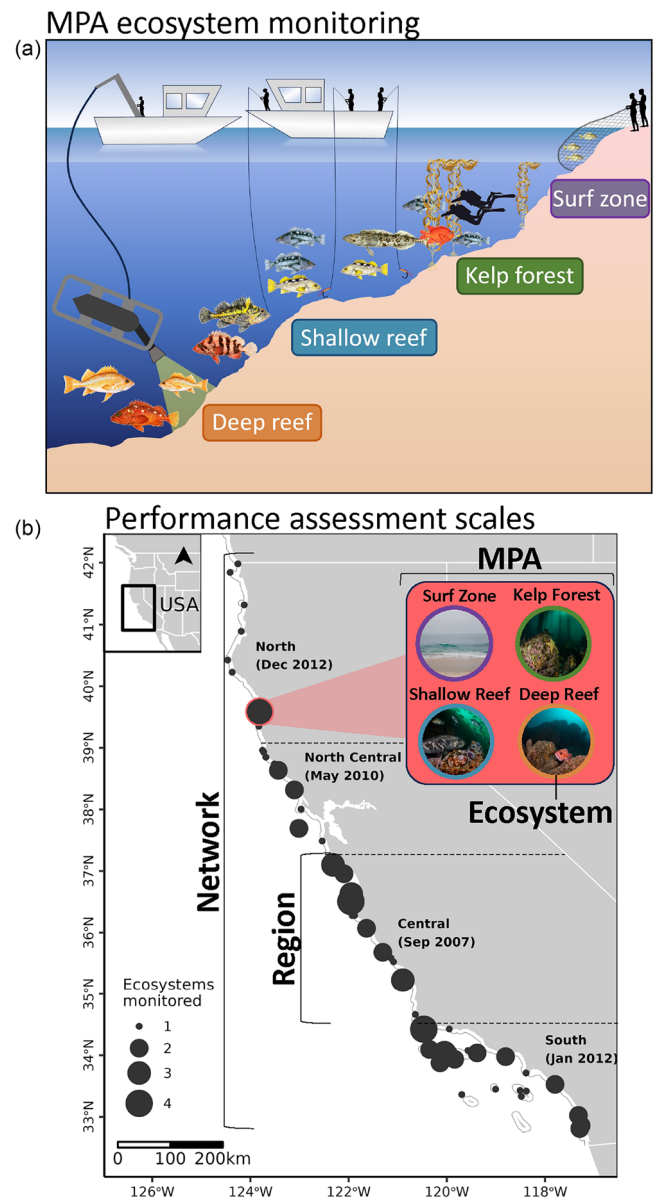 MPA ecosystem monitoring
(a)
Surf zone
Kelp forest
Shallow reef
Deep reef
(b)
Performance assessment scales
MPA
Surf Zone
Kelp Forest
Shallow Reef
Deep Reef
Ecosystem
USA
42°N
41°N
40°N
39°N
38°N
37°N
36°N
35°N
34°N
33°N
North
(Dec 2012)
North Central
(May 2010)
Central
(Sep 2007)
South
(Jan 2012)
Network
Region
Ecosystems
monitored
1
2
3
4
0 100 200km
126°W 124°W 122°W 120°W 118°W